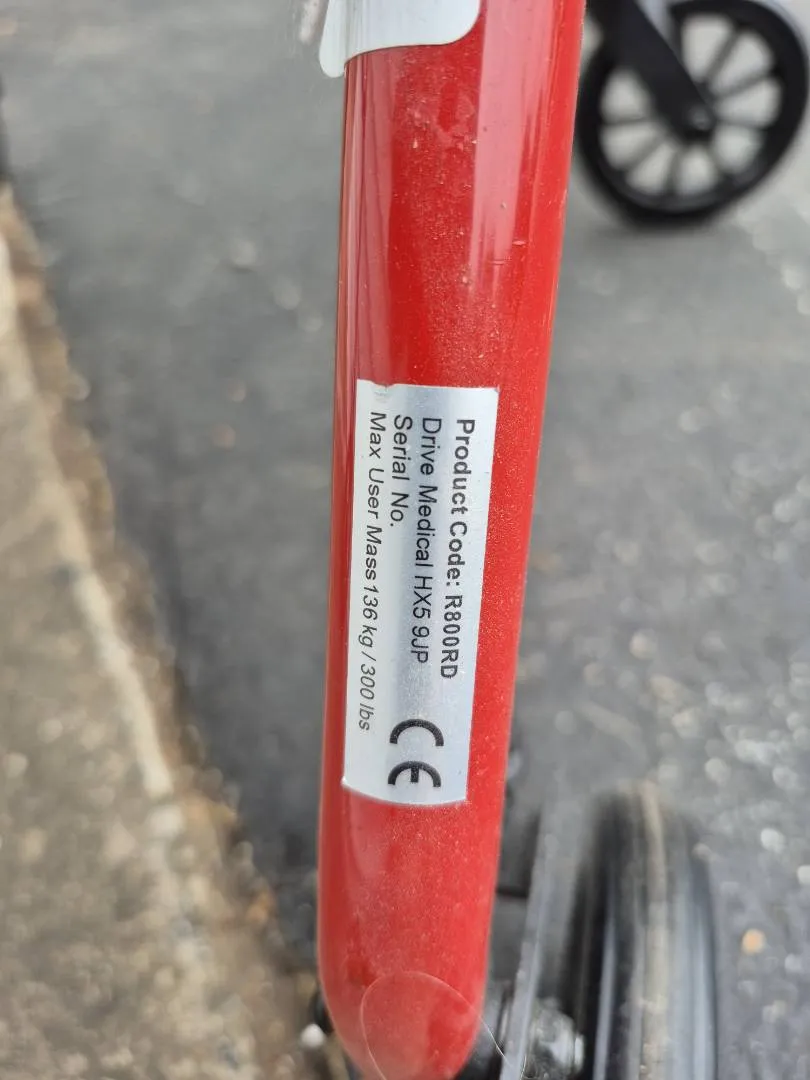 Product Code: R800RD
Drive Medical HX5 9JP
Serial No.
Max User Mass 136 kg / 300 lbs
CE